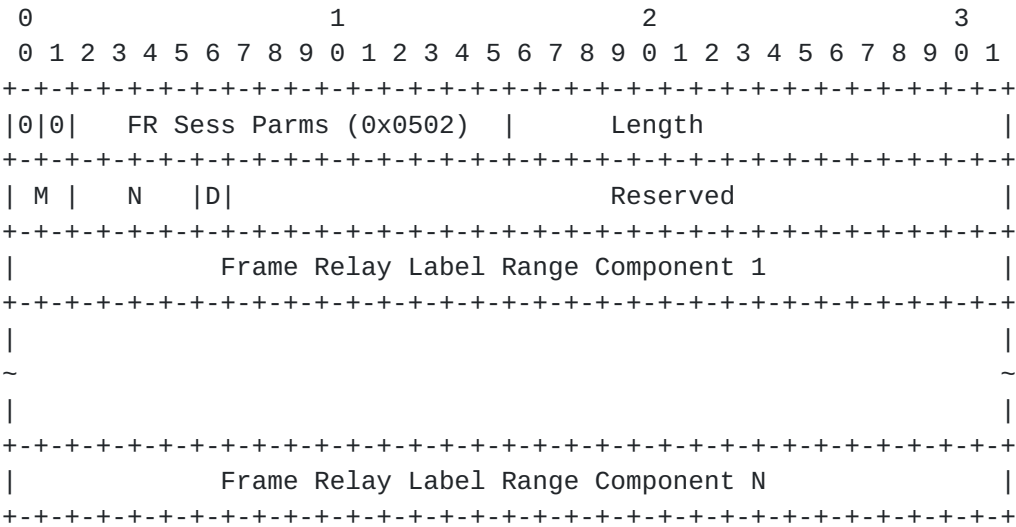 0                   1                   2                   3
 0 1 2 3 4 5 6 7 8 9 0 1 2 3 4 5 6 7 8 9 0 1 2 3 4 5 6 7 8 9 0 1
+-+-+-+-+-+-+-+-+-+-+-+-+-+-+-+-+-+-+-+-+-+-+-+-+-+-+-+-+-+-+-+-+
|0|0|   FR Sess Parms (0x0502)  |      Length                   |
+-+-+-+-+-+-+-+-+-+-+-+-+-+-+-+-+-+-+-+-+-+-+-+-+-+-+-+-+-+-+-+-+
| M |   N   |D|                        Reserved                 |
+-+-+-+-+-+-+-+-+-+-+-+-+-+-+-+-+-+-+-+-+-+-+-+-+-+-+-+-+-+-+-+-+
|             Frame Relay Label Range Component 1               |
+-+-+-+-+-+-+-+-+-+-+-+-+-+-+-+-+-+-+-+-+-+-+-+-+-+-+-+-+-+-+-+-+
|                                                               |
~                                                               ~
|                                                               |
+-+-+-+-+-+-+-+-+-+-+-+-+-+-+-+-+-+-+-+-+-+-+-+-+-+-+-+-+-+-+-+-+
|             Frame Relay Label Range Component N               |
+-+-+-+-+-+-+-+-+-+-+-+-+-+-+-+-+-+-+-+-+-+-+-+-+-+-+-+-+-+-+-+-+